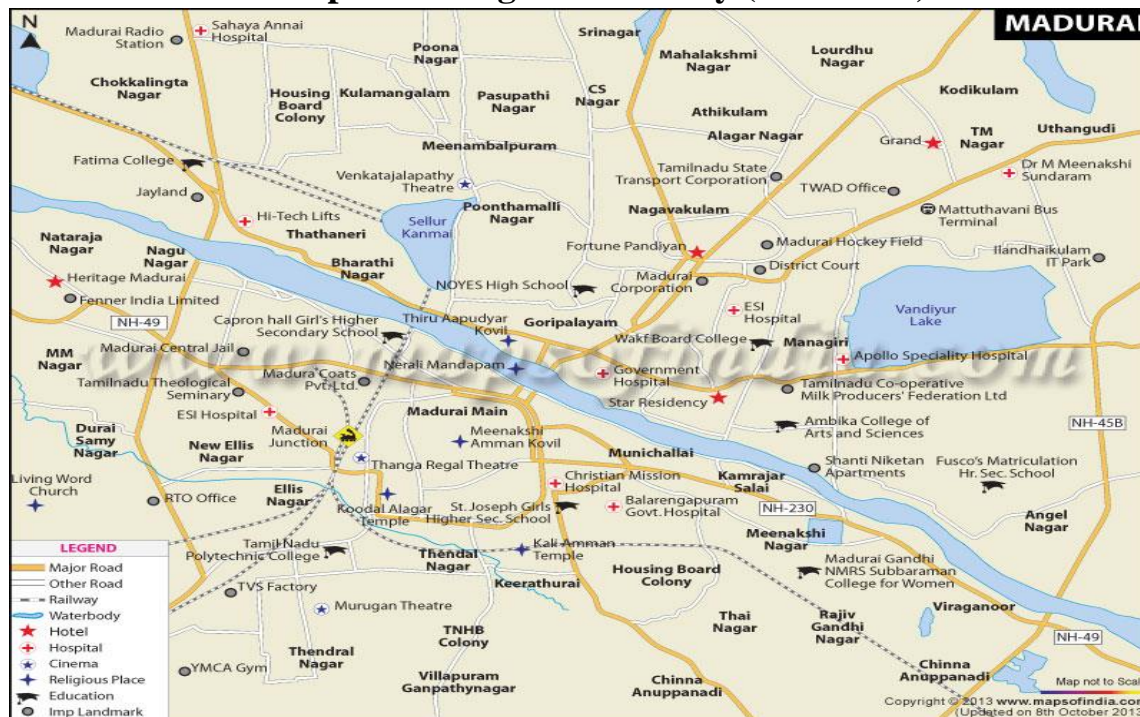 MADURAI
N
Madurai Radio
Station
Sahaya Annai
Hospital
Poona
Nagar
Srinagar
Mahalakshmi
Nagar
Lourdhu
Nagar
Chokkalingta
Nagar
Housing
Board
Colony
Kulamangalam
Pasupathi
Nagar
CS
Nagar
Athikulam
Kodikulam
Alagar Nagar
Grand
TM
Nagar
Uthangudi
Meenambalpuram
Fatima College
Venkatajalapathy
Theatre
Tamilnadu State
Transport Corporation
Dr M Meenakshi
Sundaram
Jayland
TWAD Office
Hi-Tech Lifts
Sellur
Kanmai
Poonthamalli
Nagar
Nagavakulam
Mattuthavani Bus
Terminal
Thathaneri
Nataraja
Nagar
Nagu
Nagar
Fortune Pandiyan
Madurai Hockey Field
Ilandhaikulam
IT Park
Bharathi
Nagar
Heritage Madurai
NOYES High School
Madurai
Corporation
District Court
Fenner India Limited
Thiru Aapudyar
Kovil
Goripalayam
ESI
Hospital
Vandiyur
Lake
NH-49
Capron hall Girl's Higher
Secondary School
Wakf Board College
Managiri
www.mapsofindia.com
MM
Nagar
Madurai Central Jail
Nerali Mandapam
Apollo Speciality Hospital
Tamilnadu Theological
Seminary
Madura Coats
Pvt. Ltd.
Government
Hospital
Star Residency
Tamilnadu Co-operative
Milk Producers' Federation Ltd
ESI Hospital
Madurai Main
Durai
Samy
Nagar
New Ellis
Nagar
Madurai
Junction
Meenakshi
Amman Kovil
Munichallai
Ambika College of
Arts and Sciences
NH-45B
Thanga Regal Theatre
Christian Mission
Hospital
Kamrajar
Salai
Shanti Niketan
Apartments
Fusco's Matriculation
Hr. Sec. School
Living Word
Church
RTO Office
Ellis
Nagar
Koodal Alagar
Temple
St. Joseph Girls
Higher Sec. School
Balarengapuram
Govt. Hospital
NH-230
Angel
Nagar
Meenakshi
Nagar
Tamil Nadu
Polytechnic College
Thendal
Nagar
Kali Amman
Temple
Housing Board
Colony
Madurai Gandhi
NMRS Subbaraman
College for Women
TVS Factory
Keerathurai
Viraganoor
Murugan Theatre
TNHB
Colony
Thai
Nagar
Rajiv
Gandhi
Nagar
NH-49
Thendral
Nagar
YMCA Gym
Villapuram
Ganpathynagar
Chinna
Anuppanadi
Chinna
Anuppanadi
LEGEND
Major Road
Other Road
Railway
Waterbody
Hotel
Hospital
Cinema
Religious Place
Education
Imp Landmark
Map not to Scal
Copyright © 2013 www.mapsofindia.com
(Updated on 8th October 2013